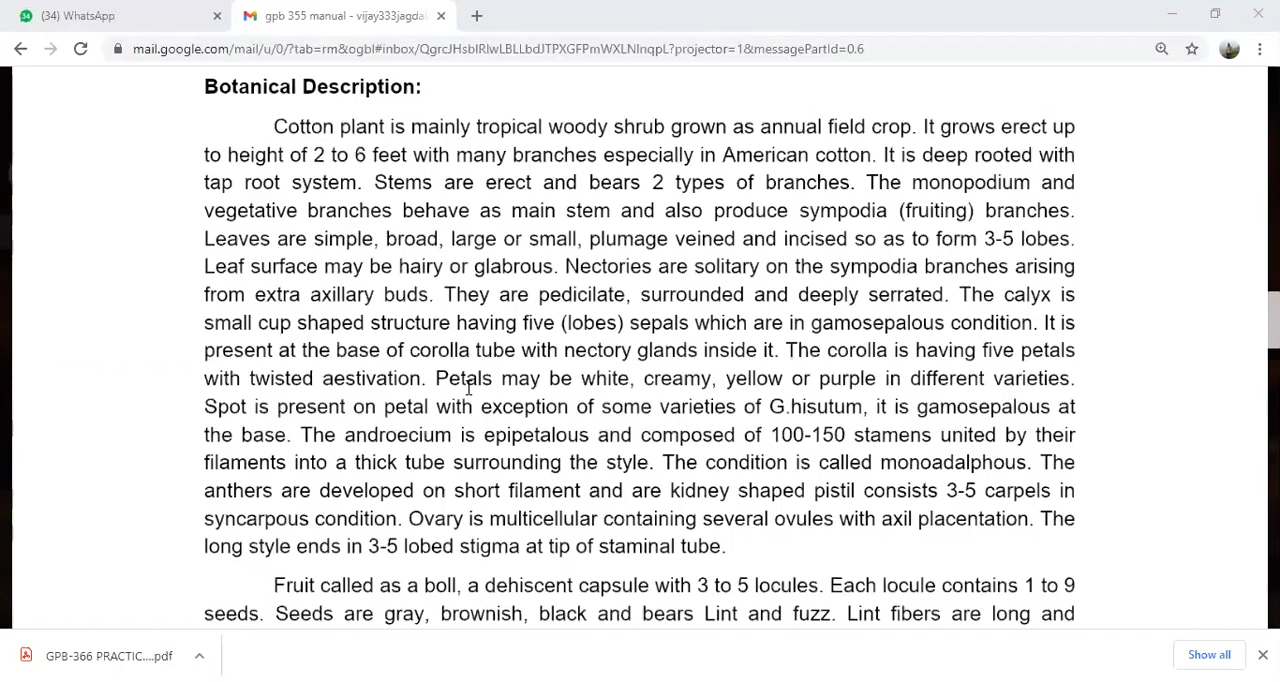 (34) WhatsApp
gpb 355 manual - vijay333jagdal
mail.google.com/mail/u/0/?tab=rm&ogbl#inbox/QgrcJHsblRlwLBLLbdJTPXGFPmWXLNlnqpL?projector=1&messagePartId=0.6
Botanical Description:
Cotton plant is mainly tropical woody shrub grown as annual field crop. It grows erect up
to height of 2 to 6 feet with many branches especially in American cotton. It is deep rooted with
tap root system. Stems are erect and bears 2 types of branches. The monopodium and
vegetative branches behave as main stem and also produce sympodia (fruiting) branches.
Leaves are simple, broad, large or small, plumage veined and incised so as to form 3-5 lobes.
Leaf surface may be hairy or glabrous. Nectories are solitary on the sympodia branches arising
from extra axillary buds. They are pedicilate, surrounded and deeply serrated. The calyx is
small cup shaped structure having five (lobes) sepals which are in gamosepalous condition. It is
present at the base of corolla tube with nectory glands inside it. The corolla is having five petals
with twisted aestivation. Petals may be white, creamy, yellow or purple in different varieties.
Spot is present on petal with exception of some varieties of G.hisutum, it is gamosepalous at
the base. The androecium is epipetalous and composed of 100-150 stamens united by their
filaments into a thick tube surrounding the style. The condition is called monoadalphous. The
anthers are developed on short filament and are kidney shaped pistil consists 3-5 carpels in
syncarpous condition. Ovary is multicellular containing several ovules with axil placentation. The
long style ends in 3-5 lobed stigma at tip of staminal tube.
Fruit called as a boll, a dehiscent capsule with 3 to 5 locules. Each locule contains 1 to 9
seeds. Seeds are gray, brownish, black and bears Lint and fuzz. Lint fibers are long and
GPB-366 PRACTIC....pdf
Show all